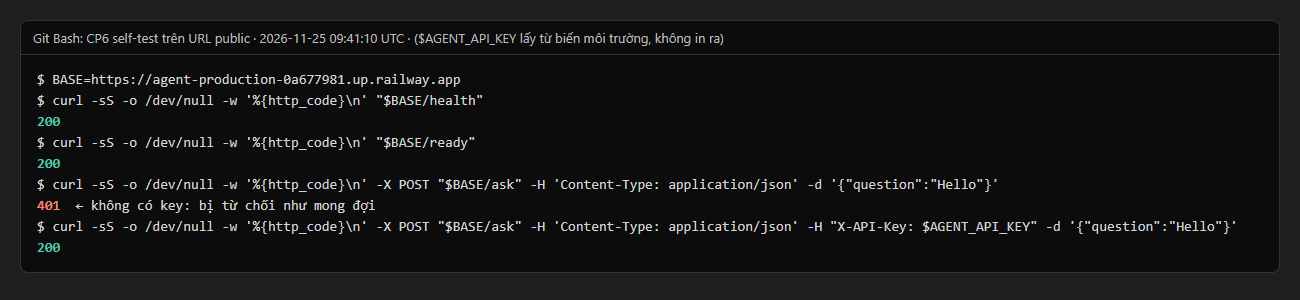 Git Bash: CP6 self-test trên URL public · 2026-11-25 09:41:10 UTC · ($AGENT_API_KEY lấy từ biến môi trường, không in ra)
$ BASE=https://agent-production-0a677981.up.railway.app
$ curl -sS -o /dev/null -w '%{http_code}\n' "$BASE/health"
200
$ curl -sS -o /dev/null -w '%{http_code}\n' "$BASE/ready"
200
$ curl -sS -o /dev/null -w '%{http_code}\n' -X POST "$BASE/ask" -H 'Content-Type: application/json' -d '{"question":"Hello"}'
401 ← không có key: bị từ chối như mong đợi
$ curl -sS -o /dev/null -w '%{http_code}\n' -X POST "$BASE/ask" -H 'Content-Type: application/json' -H "X-API-Key: $AGENT_API_KEY" -d '{"question":"Hello"}'
200